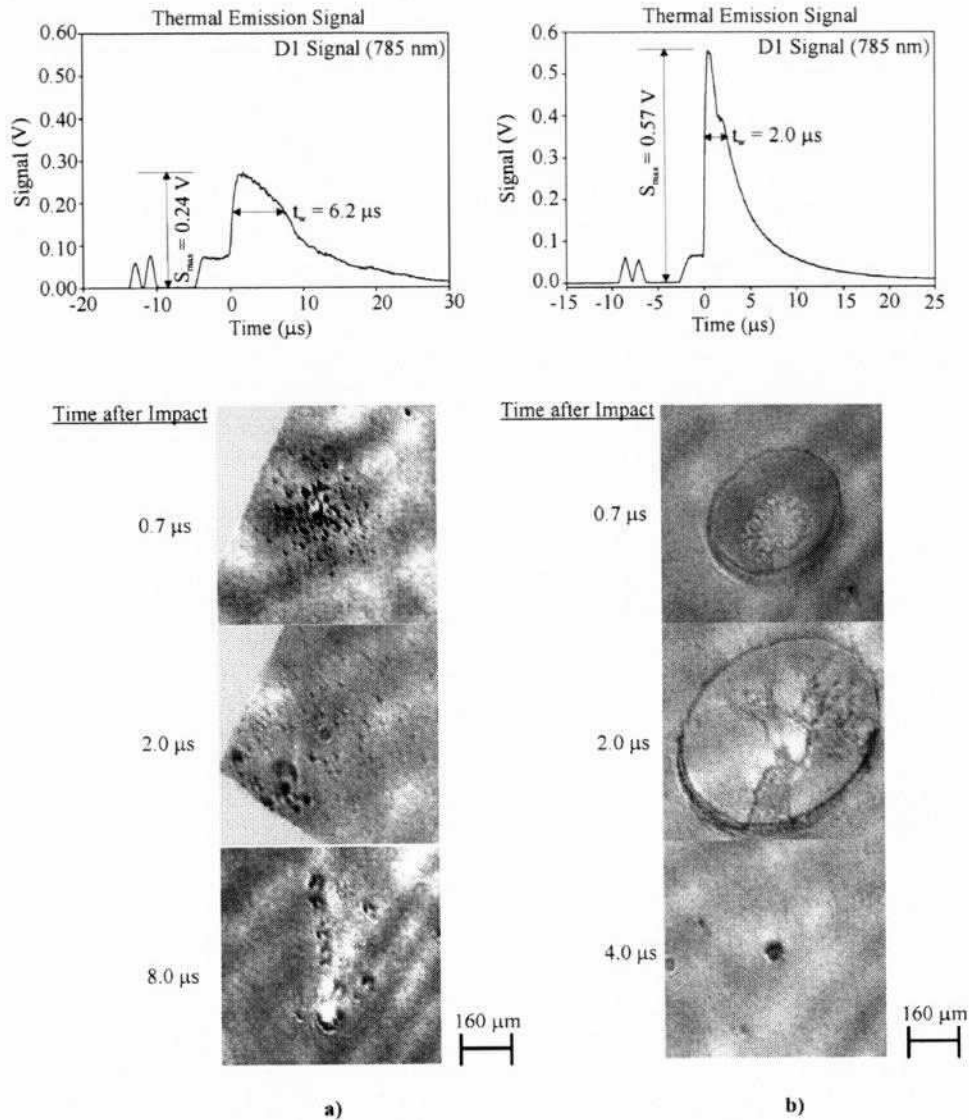 Thermal Emission Signal
D1 Signal (785 nm)
0.60
0.50
0.40
0.30
0.20
0.10
0.00
Signal (V)
Smax = 0.24 V
tw = 6.2 µs
-20 -10 0 10 20 30
Time (µs)
Thermal Emission Signal
D1 Signal (785 nm)
0.6
0.5
0.4
0.3
0.2
0.1
0.0
Signal (V)
Smax = 0.57 V
tw = 2.0 µs
-15 -10 -5 0 5 10 15 20 25
Time (µs)
Time after Impact
0.7 µs
2.0 µs
8.0 µs
160 µm
a)
Time after Impact
0.7 µs
2.0 µs
4.0 µs
160 µm
b)